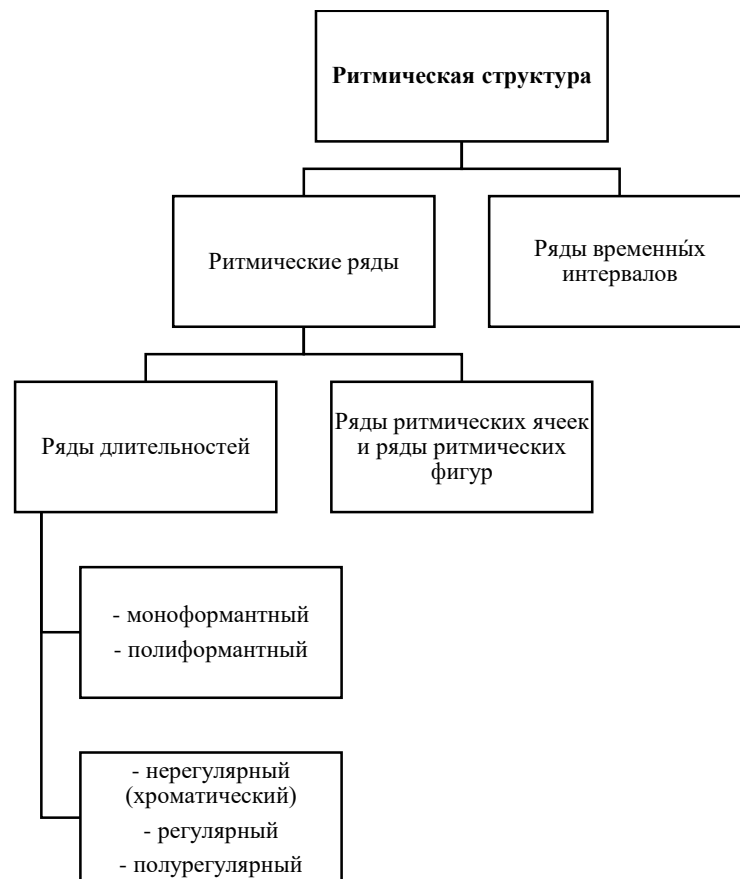 Ритмическая структура
Ритмические ряды
Ряды временны́х
интервалов
Ряды длительностей
Ряды ритмических ячеек
и ряды ритмических
фигур
- моноформантный
- полиформантный
- нерегулярный
(хроматический)
- регулярный
- полурегулярный